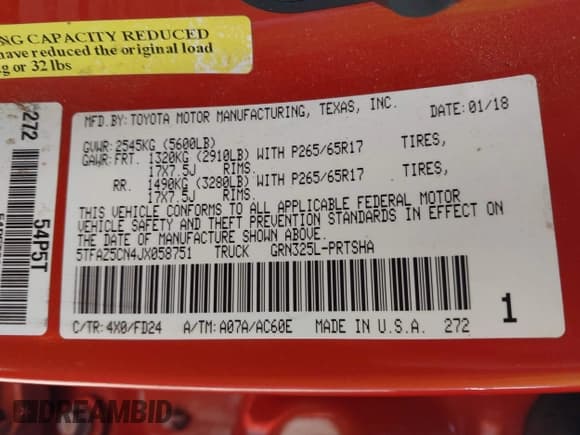 NG CAPACITY REDUCED
have reduced the original load
g or 32 lbs
MFD.BY:TOYOTA MOTOR MANUFACTURING, TEXAS, INC. DATE:01/18
GVWR:2545KG (5600LB)
GAWR:FRT. 1320KG (2910LB) WITH P265/65R17 TIRES,
17X7.5J RIMS.
RR. 1490KG (3280LB) WITH P265/65R17 TIRES,
17X7.5J RIMS.
THIS VEHICLE CONFORMS TO ALL APPLICABLE FEDERAL MOTOR
VEHICLE SAFETY AND THEFT PREVENTION STANDARDS IN EFFECT ON
THE DATE OF MANUFACTURE SHOWN ABOVE.
5TFAZ5CN4JX058751 TRUCK GRN325L-PRTSHA
C/TR:4X0/FD24 A/TM:A07A/AC60E MADE IN U.S.A. 272
1
272
54P5T
DREAMBID